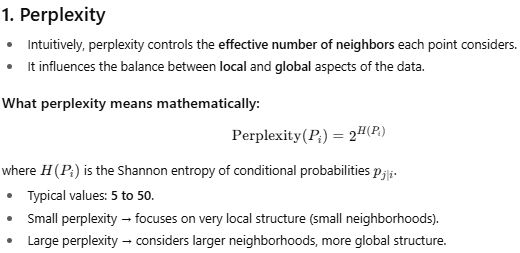 1. Perplexity
• Intuitively, perplexity controls the effective number of neighbors each point considers.
• It influences the balance between local and global aspects of the data.
What perplexity means mathematically:
Perplexity(P_i) = 2^{H(P_i)}
where H(P_i) is the Shannon entropy of conditional probabilities p_{j|i}.
• Typical values: 5 to 50.
• Small perplexity → focuses on very local structure (small neighborhoods).
• Large perplexity → considers larger neighborhoods, more global structure.